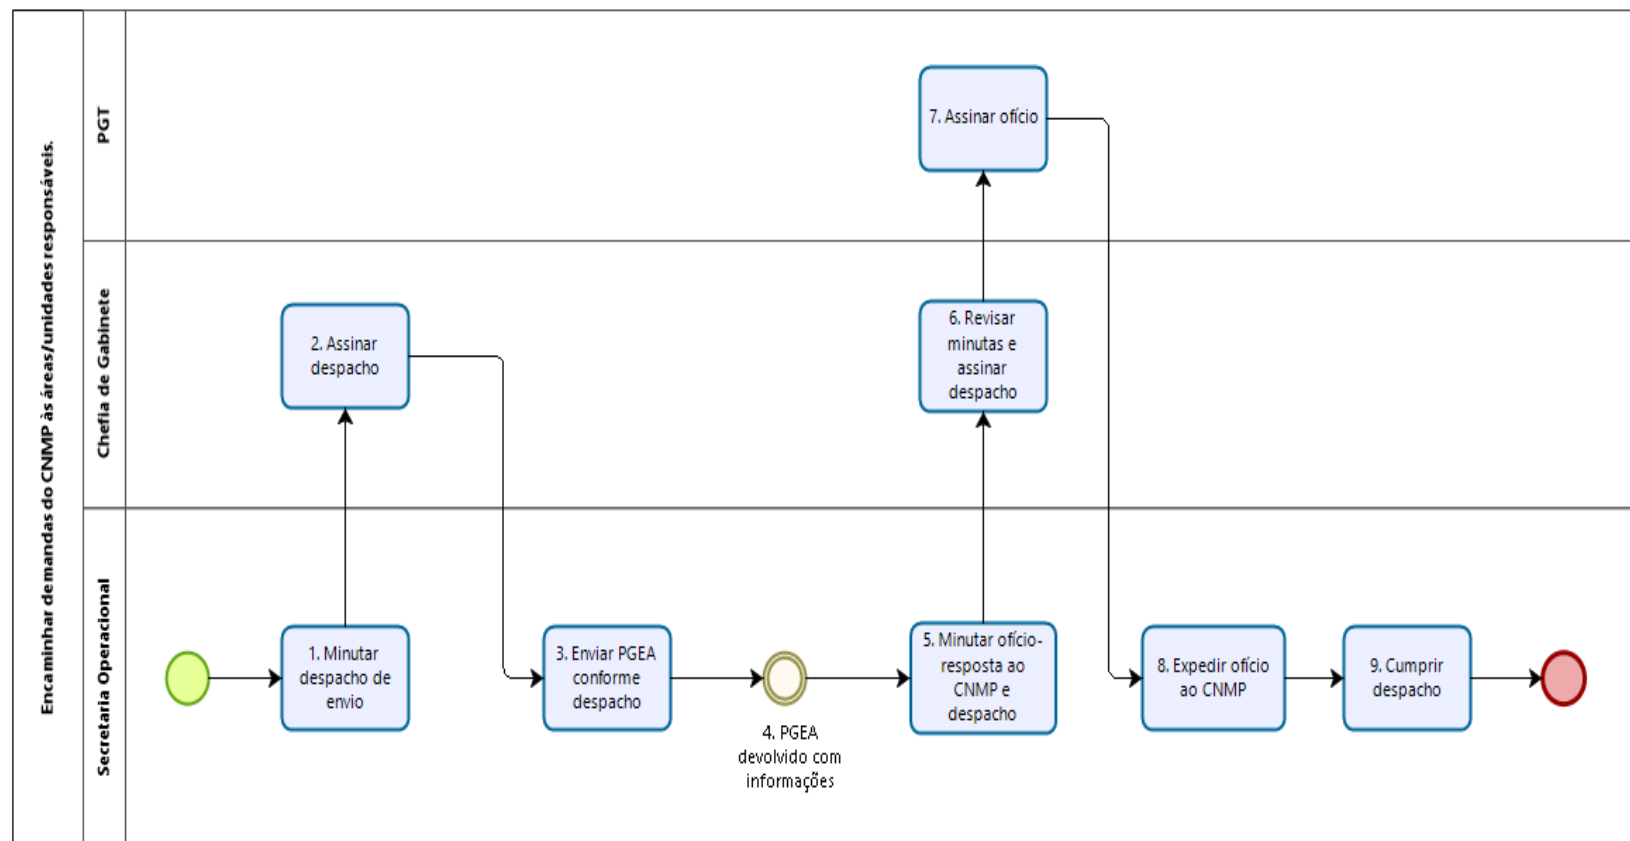 Encaminhar demandas do CNMP às áreas/unidades responsáveis.
PGT
7. Assinar ofício
Chefia de Gabinete
2. Assinar
despacho
6. Revisar
minutas e
assinar
despacho
Secretaria Operacional
1. Minutar
despacho de
envio
3. Enviar PGEA
conforme
despacho
4. PGEA
devolvido com
informações
5. Minutar ofício-
resposta ao
CNMP e
despacho
8. Expedir ofício
ao CNMP
9. Cumprir
despacho